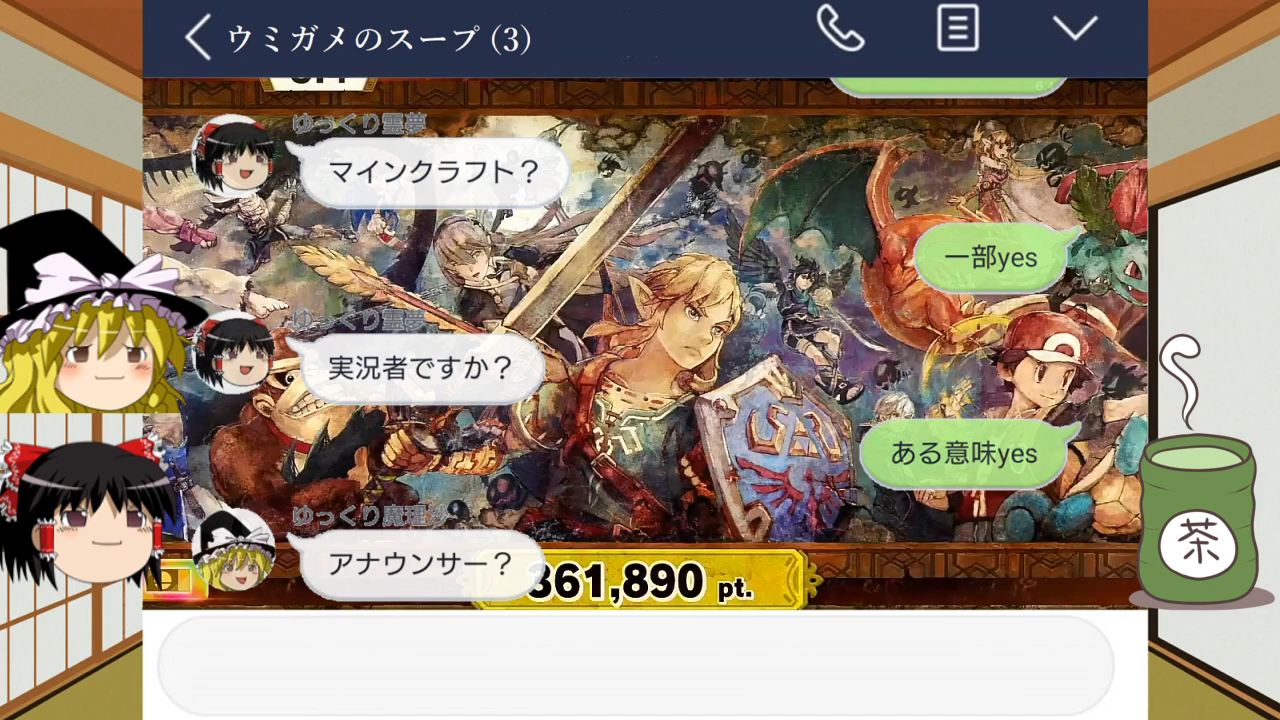 ウミガメのスープ (3)
ゆっくり霊夢
マインクラフト？
一部yes
ゆっくり霊夢
実況者ですか？
ある意味yes
ゆっくり魔理沙
アナウンサー？
361,890 pt.
茶